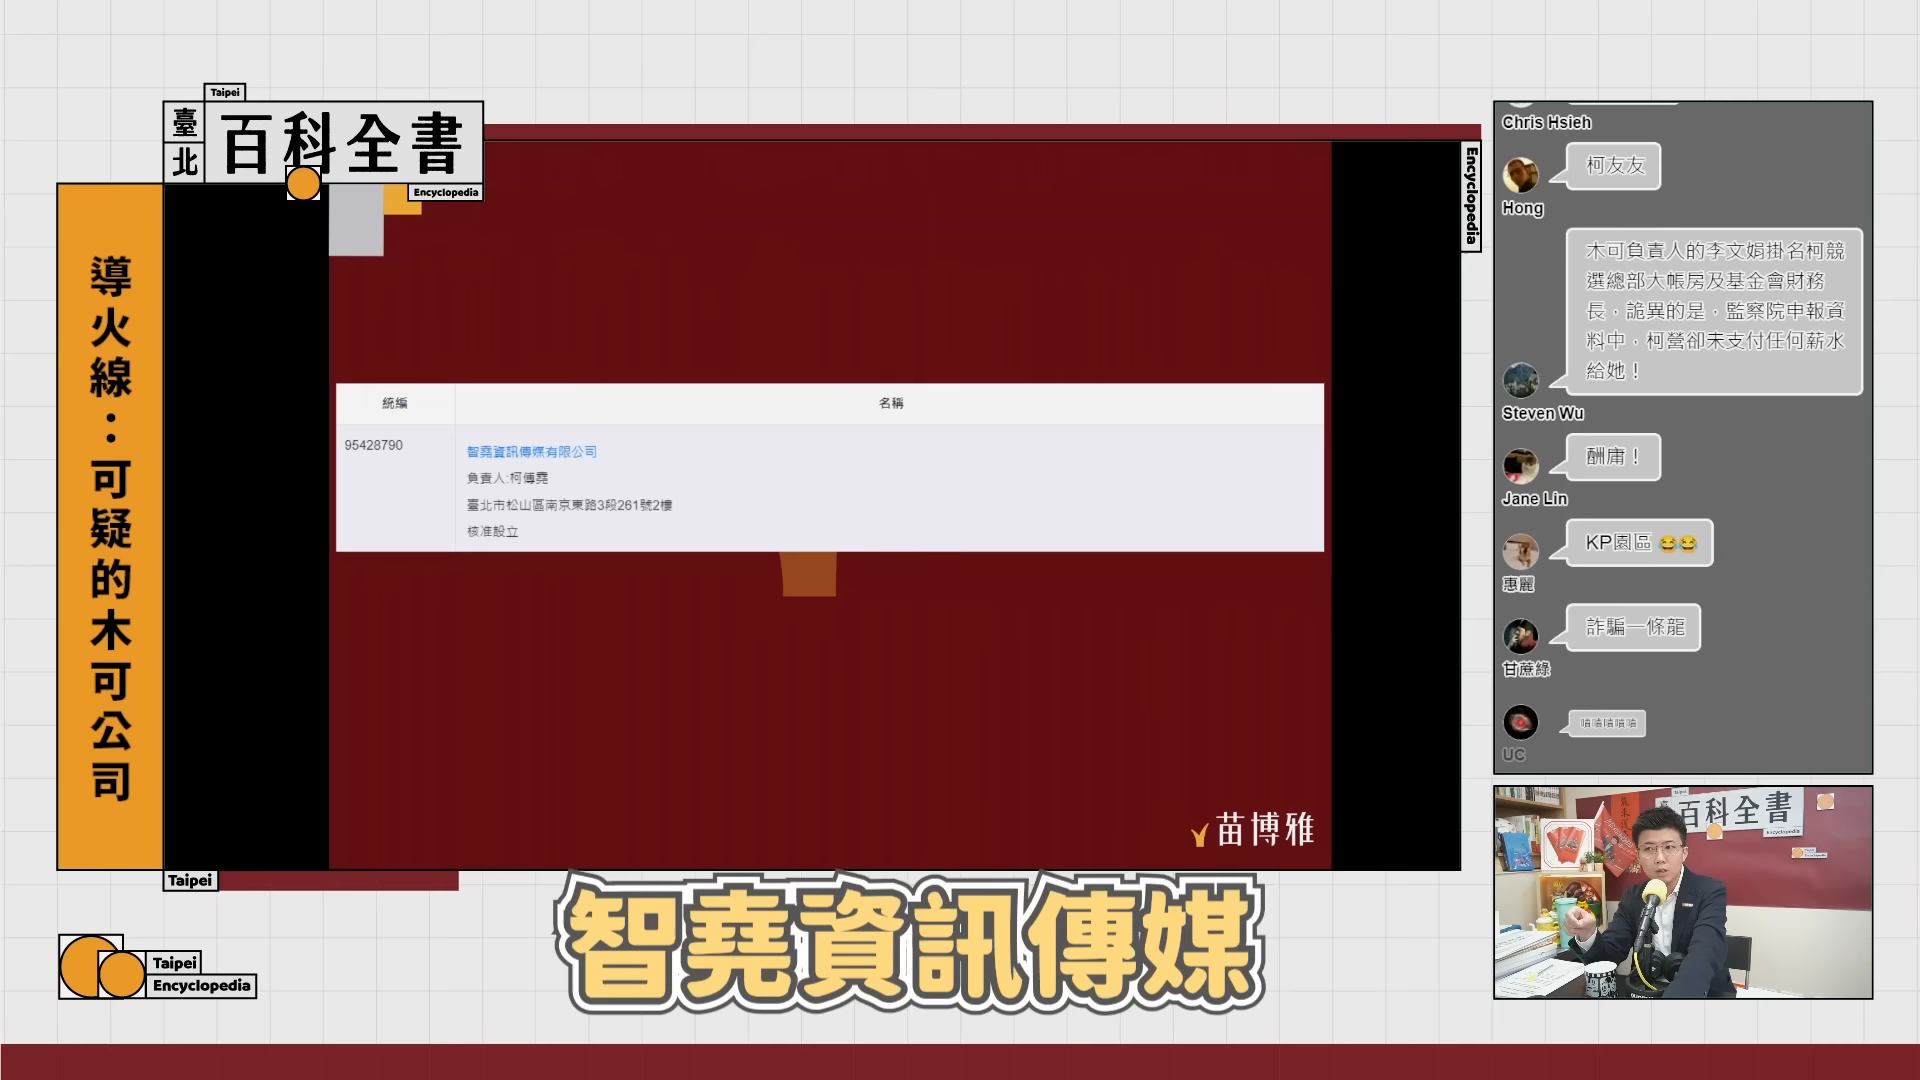 Taipei
臺北
百科全書
Encyclopedia
導火線：可疑的木可公司
Encyclopedia
統編
名稱
95428790
智堯資訊傳媒有限公司
負責人:柯傅堯
臺北市松山區南京東路3段261號2樓
核准設立
苗博雅
Taipei
智堯資訊傳媒
Taipei
Encyclopedia
Chris Hsieh
柯友友
Hong
木可負責人的李文娟掛名柯競
選總部大帳房及基金會財務
長，詭異的是，監察院申報資
料中，柯營卻未支付任何薪水
給她！
Steven Wu
酬庸！
Jane Lin
KP園區 😂😂
惠麗
詐騙一條龍
甘蔗綠
嘻嘻嘻嘻嘻
UC
百科全書